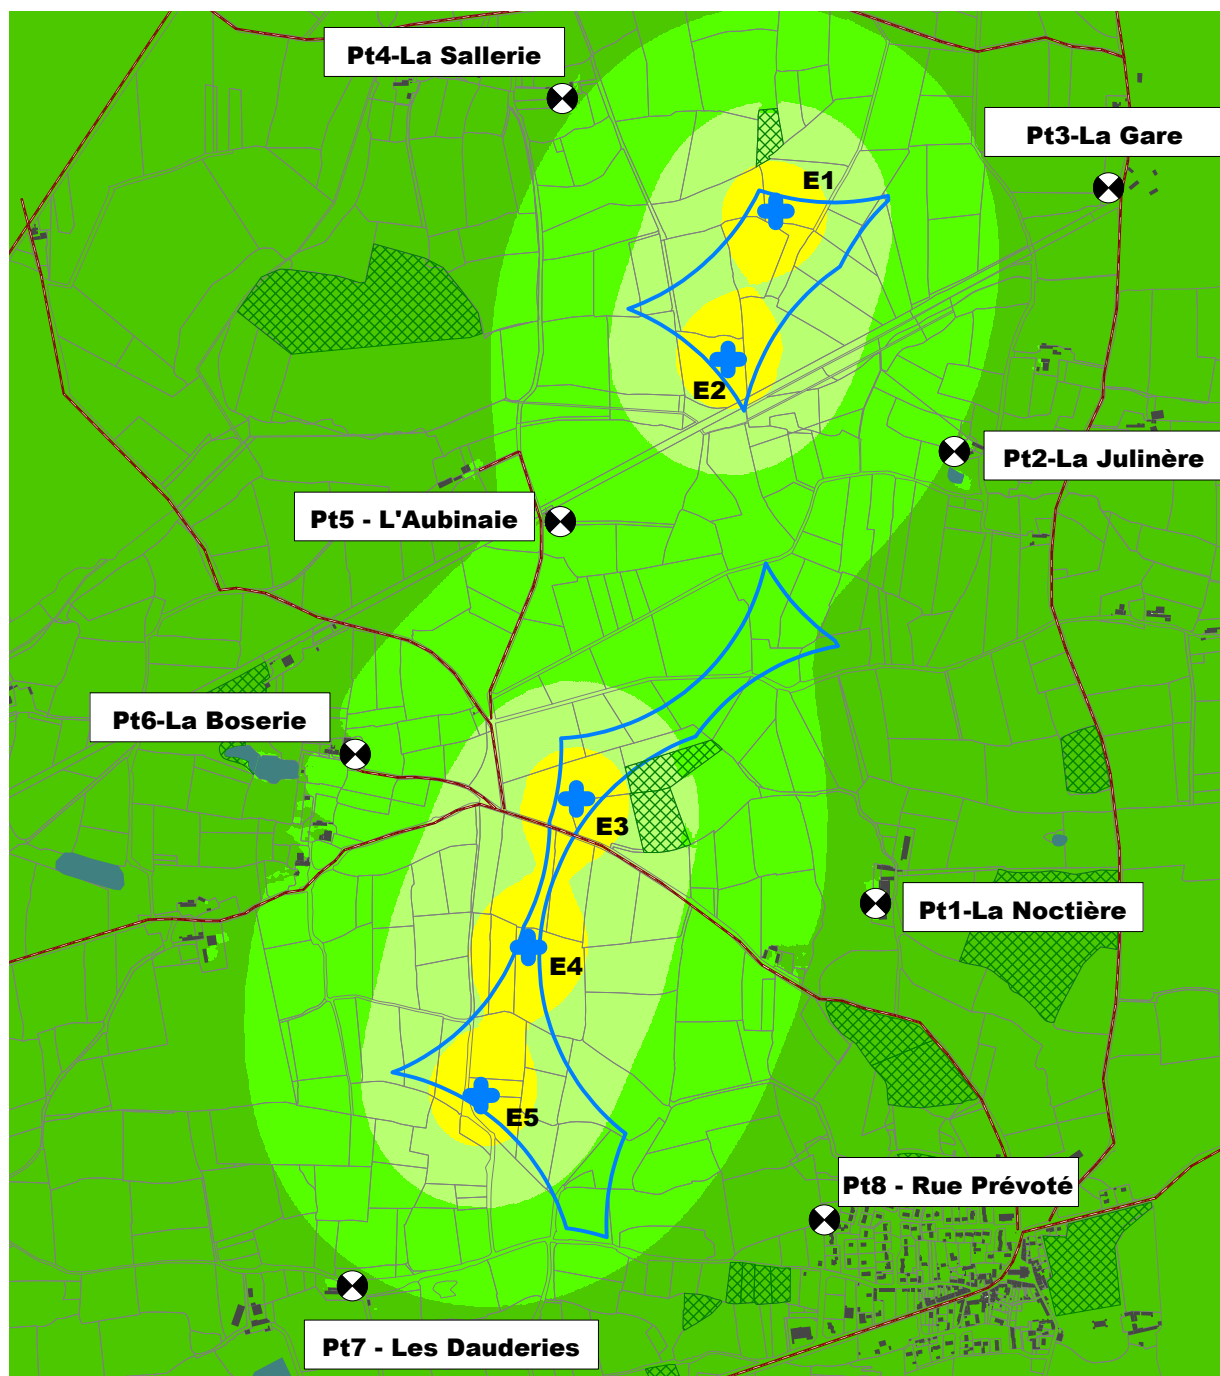 Pt4-La Sallerie
Pt3-La Gare
E1
E2
Pt2-La Julinère
Pt5 - L'Aubinaie
Pt6-La Boserie
E3
Pt1-La Noctière
E4
E5
Pt8 - Rue Prévoté
Pt7 - Les Dauderies